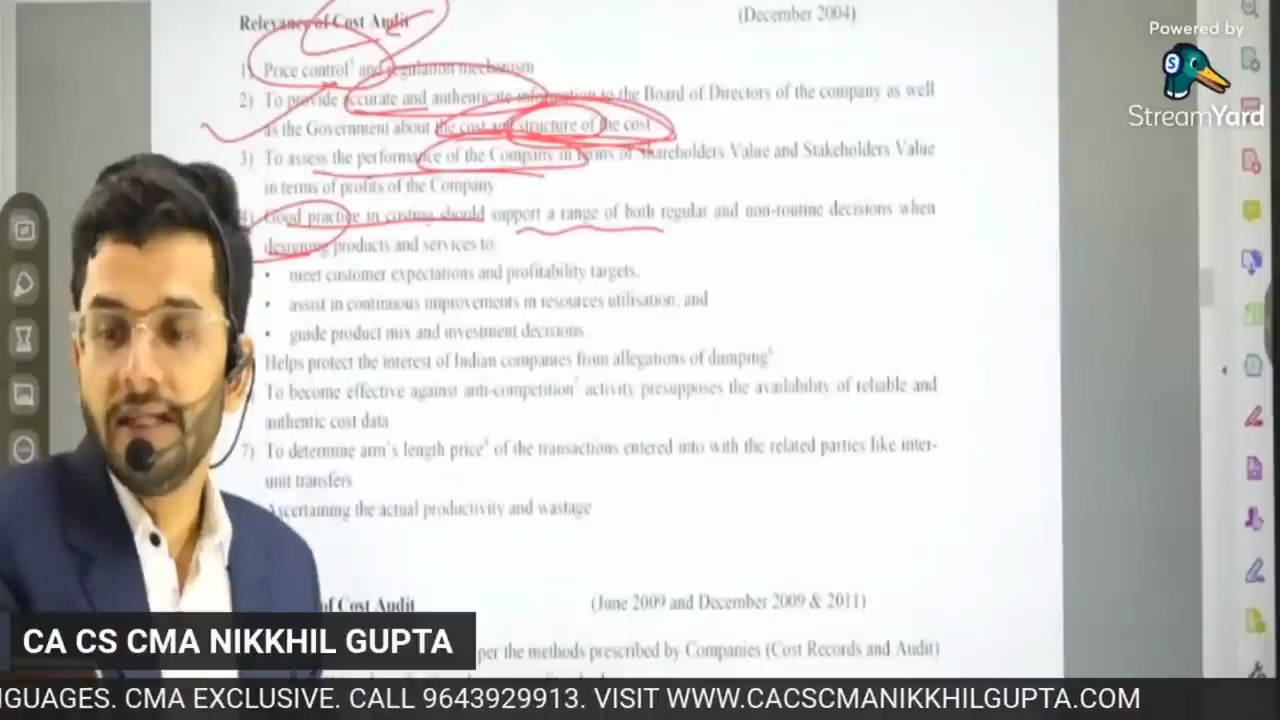 Relevancy of Cost Audit (December 2004)
Powered by
StreamYard
1) Price control⁵ and regulation mechanism
2) To provide accurate and authenticate information to the Board of Directors of the company as well
as the Government about the cost and structure of the cost
3) To assess the performance of the Company in terms of Shareholders Value and Stakeholders Value
in terms of profits of the Company
4) Good practice in costing should support a range of both regular and non-routine decisions when
designing products and services to
• meet customer expectations and profitability targets.
• assist in continuous improvements in resources utilisation, and
• guide product mix and investment decisions
Helps protect the interest of Indian companies from allegations of dumping⁶
To become effective against anti-competition⁷ activity presupposes the availability of reliable and
authentic cost data
7) To determine arm's length price⁸ of the transactions entered into with the related parties like inter-
unit transfers
Ascertaining the actual productivity and wastage
of Cost Audit (June 2009 and December 2009 & 2011)
per the methods prescribed by Companies (Cost Records and Audit)
CA CS CMA NIKKHIL GUPTA
NGUAGES. CMA EXCLUSIVE. CALL 9643929913. VISIT WWW.CACSCMANIKKHILGUPTA.COM